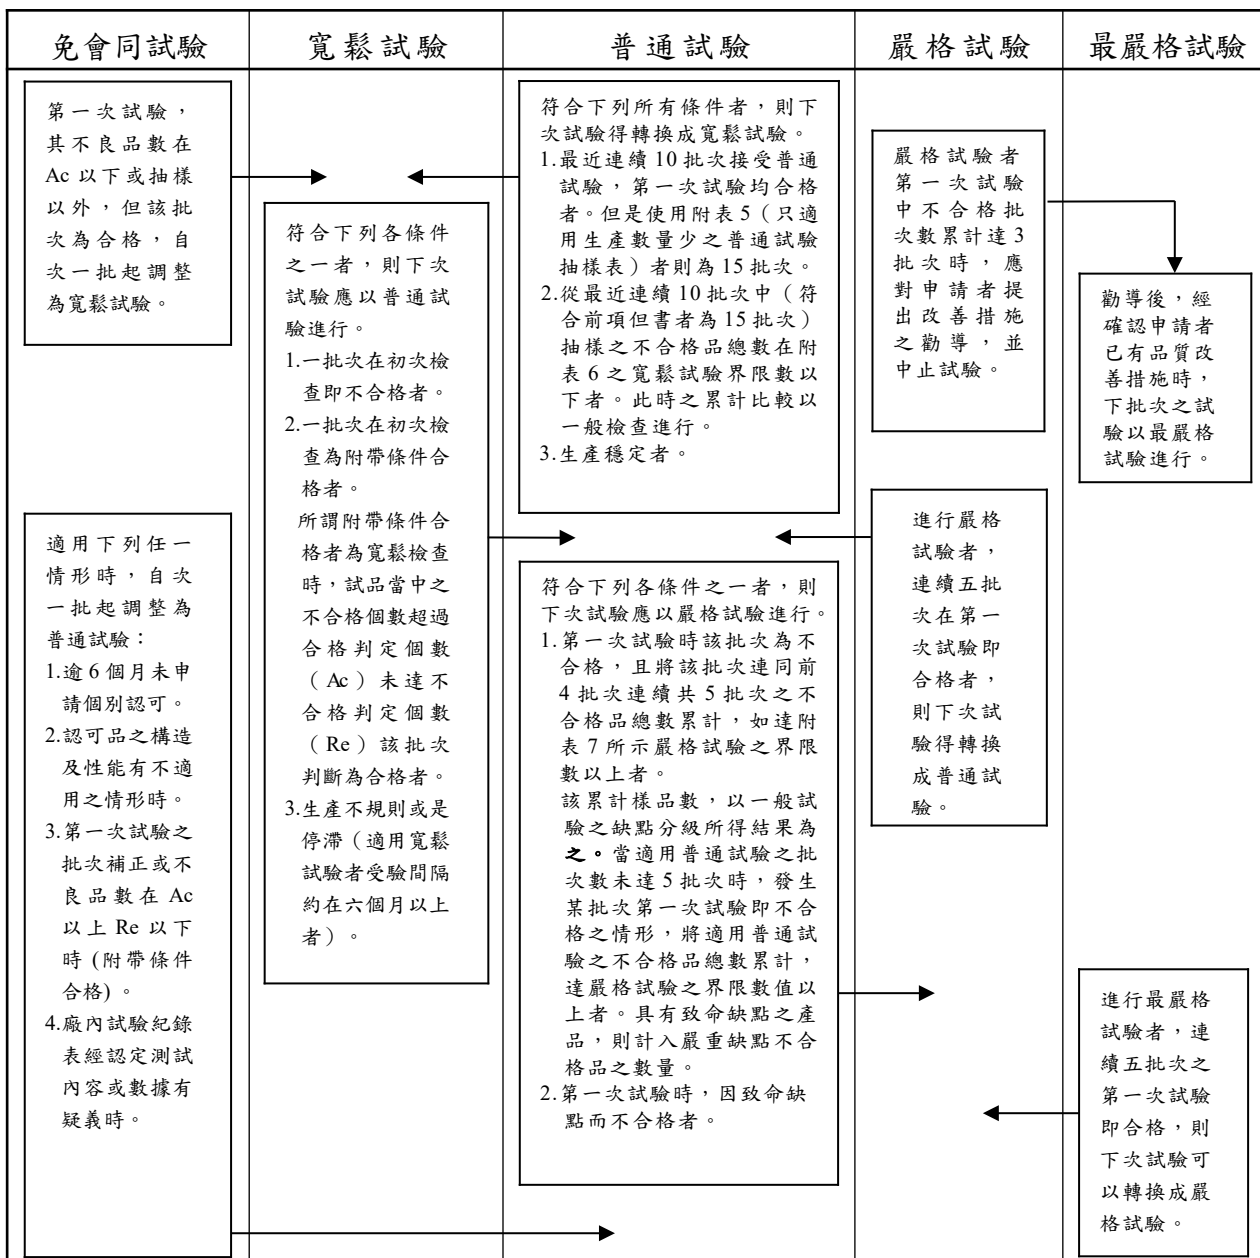 免會同試驗
寬鬆試驗
普通試驗
嚴格試驗
最嚴格試驗
第一次試驗，
其不良品數在
Ac 以下或抽樣
以外，但該批
次為合格，自
次一批起調整
為寬鬆試驗。
適用下列任一
情形時，自次
一批起調整為
普通試驗：
1.逾 6 個月未申
請個別認可。
2.認可品之構造
及性能有不適
用之情形時。
3.第一次試驗之
批次補正或不
良品數在 Ac
以上 Re 以下
時 (附帶條件
合格) 。
4.廠內試驗紀錄
表經認定測試
內容或數據有
疑義時。
符合下列各條件
之一者，則下次
試驗應以普通試
驗進行。
1.一批次在初次檢
查即不合格者。
2.一批次在初次檢
查為附帶條件合
格者。
所謂附帶條件合
格者為寬鬆檢查
時，試品當中之
不合格個數超過
合格判定個數
（Ac）未達不
合格判定個數
（Re）該批次
判斷為合格者。
3.生產不規則或是
停滯（適用寬鬆
試驗者受驗間隔
約在六個月以上
者）。
符合下列所有條件者，則下
次試驗得轉換成寬鬆試驗。
1.最近連續 10 批次接受普通
試驗，第一次試驗均合格
者。但是使用附表 5（只適
用生產數量少之普通試驗
抽樣表）者則為 15 批次。
2.從最近連續 10 批次中（符
合前項但書者為 15 批次）
抽樣之不合格品總數在附
表 6 之寬鬆試驗界限數以
下者。此時之累計比較以
一般檢查進行。
3.生產穩定者。
符合下列各條件之一者，則
下次試驗應以嚴格試驗進行。
1.第一次試驗時該批次為不
合格，且將該批次連同前
4 批次連續共 5 批次之不
合格品總數累計，如達附
表 7 所示嚴格試驗之界限
數以上者。
該累計樣品數，以一般試
驗之缺點分級所得結果為
之。當適用普通試驗之批
次數未達 5 批次時，發生
某批次第一次試驗即不合
格之情形，將適用普通試
驗之不合格品總數累計，
達嚴格試驗之界限數值以
上者。具有致命缺點之產
品，則計入嚴重缺點不合
格品之數量。
2.第一次試驗時，因致命缺
點而不合格者。
嚴格試驗者
第一次試驗
中不合格批
次數累計達 3
批次時，應
對申請者提
出改善措施
之勸導，並
中止試驗。
進行嚴格
試驗者，
連續五批
次在第一
次試驗即
合格者，
則下次試
驗得轉換
成普通試
驗。
勸導後，經
確認申請者
已有品質改
善措施時，
下批次之試
驗以最嚴格
試驗進行。
進行最嚴格
試驗者，連
續五批次之
第一次試驗
即合格，則
下次試驗可
以轉換成嚴
格試驗。